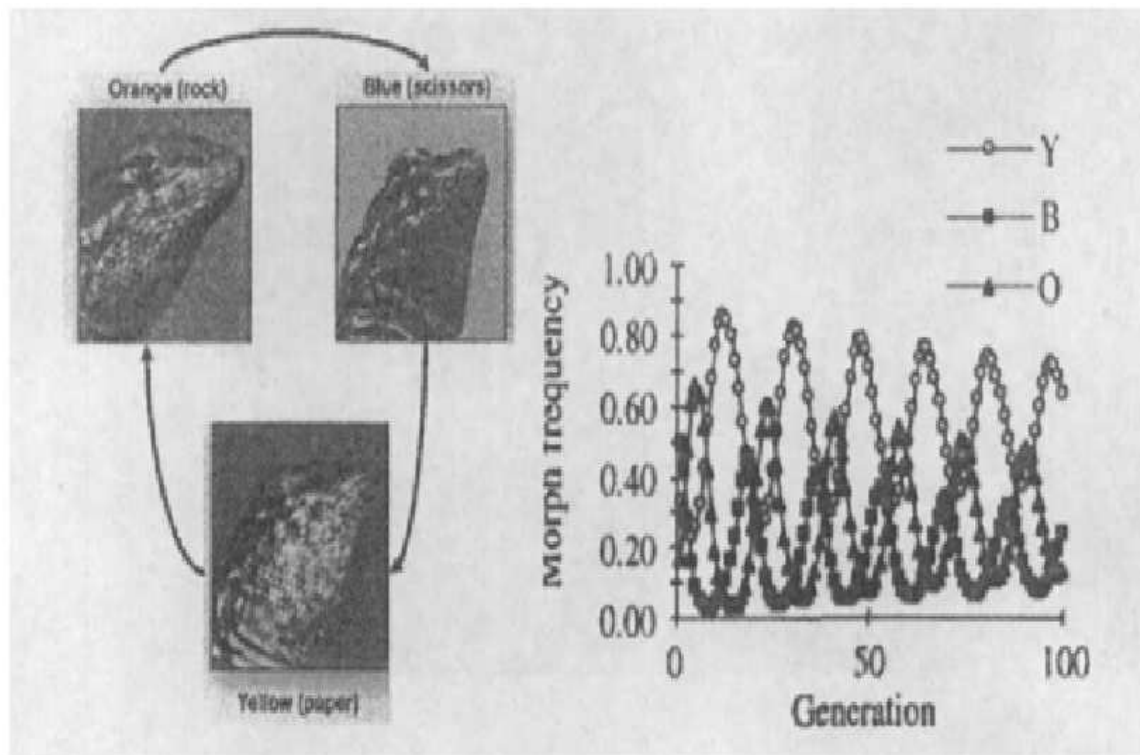 Orange (rock)
Blue (scissors)
Yellow (paper)
Y
B
O
Morph frequency
1.00
0.80
0.60
0.40
0.20
0.00
0
50
100
Generation